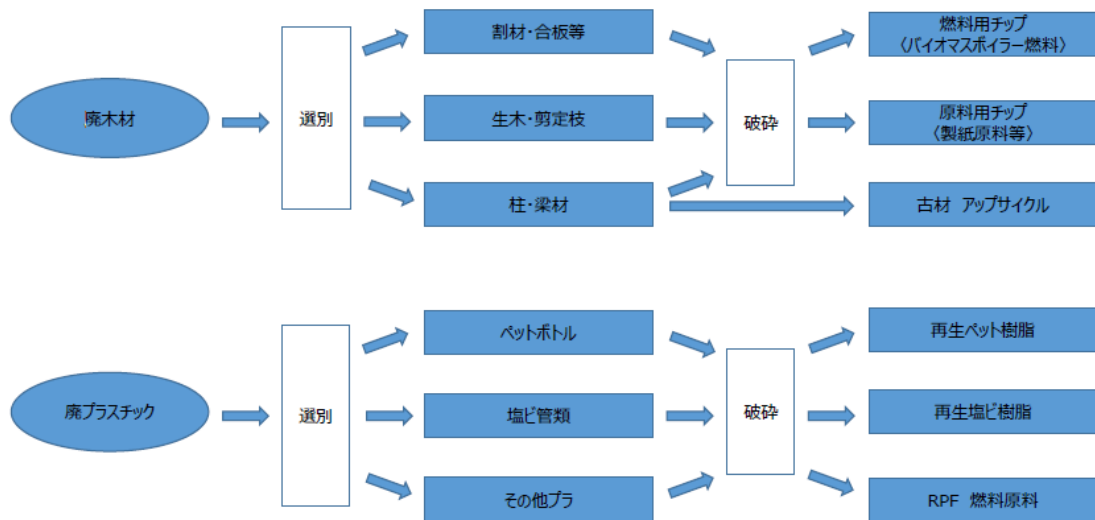 廃木材
選別
割材・合板等
生木・剪定枝
柱・梁材
破砕
燃料用チップ
〈バイオマスボイラー燃料〉
原料用チップ
〈製紙原料等〉
古材 アップサイクル
廃プラスチック
選別
ペットボトル
塩ビ管類
その他プラ
破砕
再生ペット樹脂
再生塩ビ樹脂
RPF 燃料原料